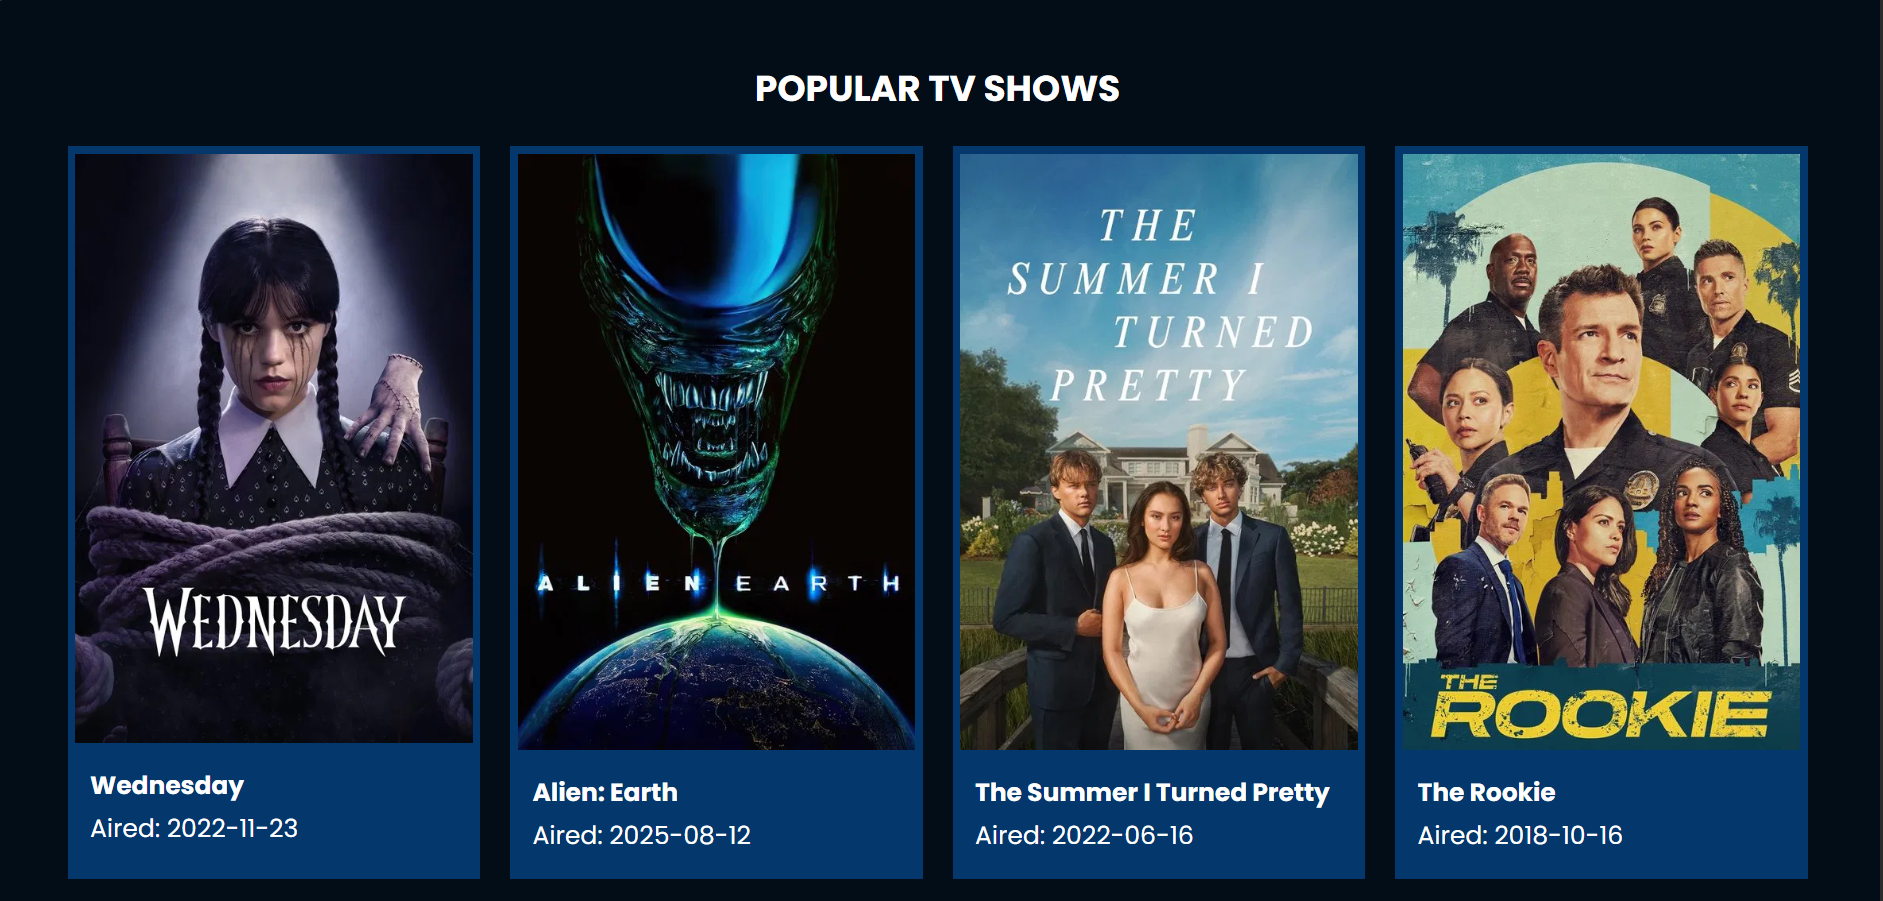 POPULAR TV SHOWS
WEDNESDAY
Wednesday
Aired: 2022-11-23
ALIEN EARTH
Alien: Earth
Aired: 2025-08-12
THE
SUMMER I
TURNED
PRETTY
The Summer I Turned Pretty
Aired: 2022-06-16
THE
ROOKIE
The Rookie
Aired: 2018-10-16